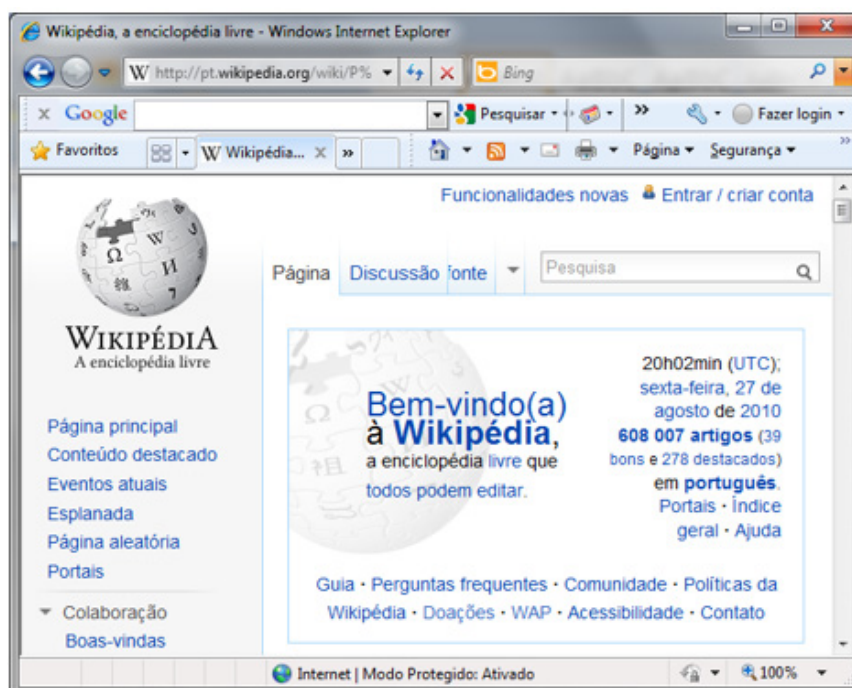 Wikipédia, a enciclopédia livre - Windows Internet Explorer
W http://pt.wikipedia.org/wiki/P% Bing
x Google Pesquisar » Fazer login
Favoritos W Wikipédia... x » Página Segurança »
Funcionalidades novas Entrar / criar conta
Página Discussão fonte Pesquisa
WIKIPÉDIA
A enciclopédia livre
Página principal
Conteúdo destacado
Eventos atuais
Esplanada
Página aleatória
Portais
Colaboração
Boas-vindas
Bem-vindo(a)
à Wikipédia,
a enciclopédia livre que
todos podem editar.
20h02min (UTC);
sexta-feira, 27 de
agosto de 2010
608 007 artigos (39
bons e 278 destacados)
em português.
Portais · Índice
geral · Ajuda
Guia · Perguntas frequentes · Comunidade · Políticas da
Wikipédia · Doações · WAP · Acessibilidade · Contato
Internet | Modo Protegido: Ativado 100%